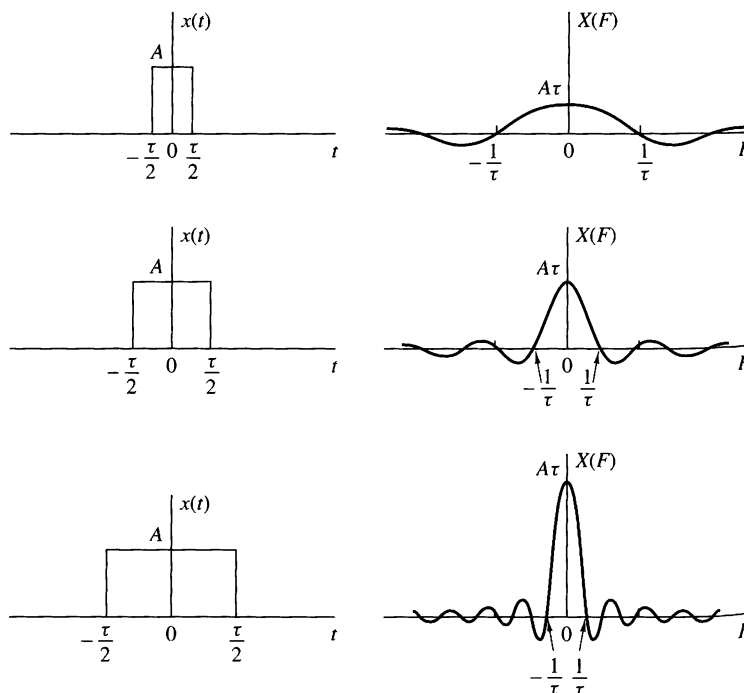 x(t)
A
-τ/2 0 τ/2 t
X(F)
Aτ
-1/τ 0 1/τ
x(t)
A
-τ/2 0 τ/2 t
X(F)
Aτ
-1/τ 0 1/τ
x(t)
A
-τ/2 0 τ/2 t
X(F)
Aτ
-1/τ 0 1/τ